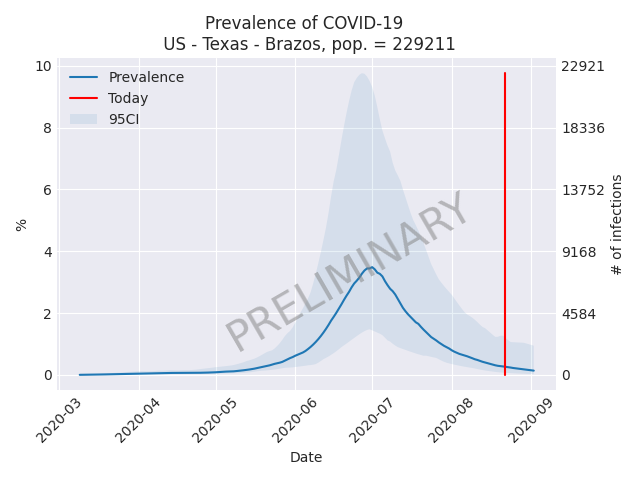 Prevalence of COVID-19
US - Texas - Brazos, pop. = 229211
Prevalence
Today
95CI
PRELIMINARY
10
8
6
4
2
0
%
22921
18336
13752
9168
4584
0
# of infections
2020-03
2020-04
2020-05
2020-06
2020-07
2020-08
2020-09
Date